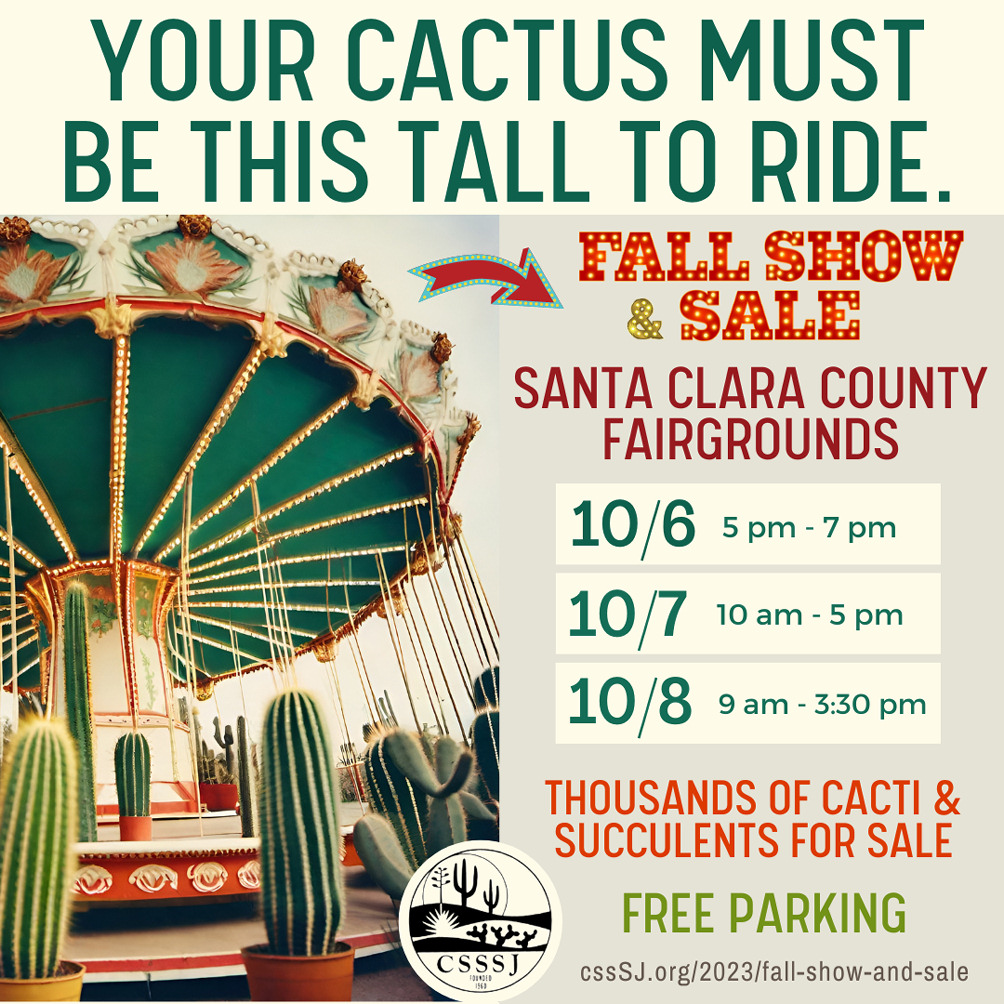 YOUR CACTUS MUST
BE THIS TALL TO RIDE.
FALL SHOW
& SALE
SANTA CLARA COUNTY
FAIRGROUNDS
10/6 5 pm - 7 pm
10/7 10 am - 5 pm
10/8 9 am - 3:30 pm
THOUSANDS OF CACTI &
SUCCULENTS FOR SALE
FREE PARKING
cssSJ.org/2023/fall-show-and-sale
CSSSJ
FOUNDED
1960